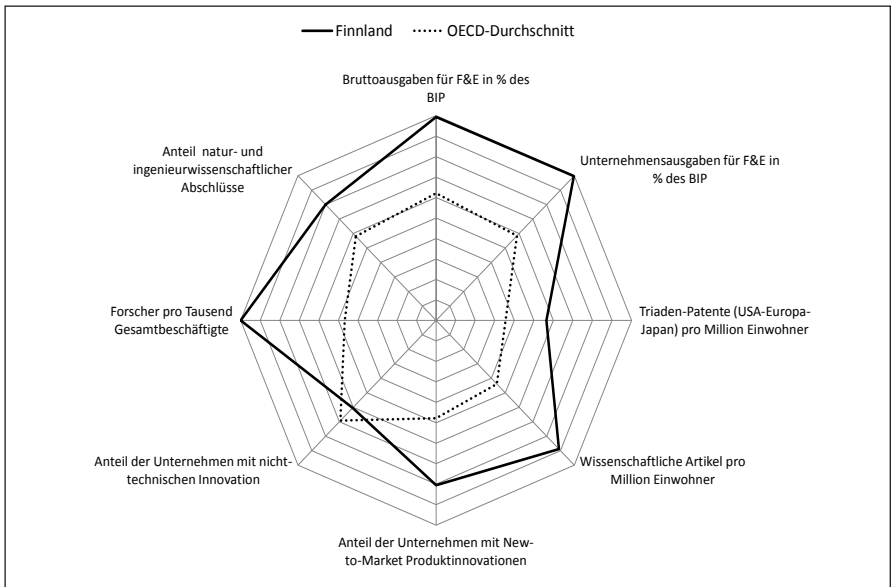 Finnland
OECD-Durchschnitt
Bruttoausgaben für F&E in % des
BIP
Unternehmensausgaben für F&E in
% des BIP
Triaden-Patente (USA-Europa-
Japan) pro Million Einwohner
Wissenschaftliche Artikel pro
Million Einwohner
Anteil der Unternehmen mit New-
to-Market Produktinnovationen
Anteil der Unternehmen mit nicht-
technischen Innovation
Forscher pro Tausend
Gesamtbeschäftigte
Anteil natur- und
ingenieurwissenschaftlicher
Abschlüsse